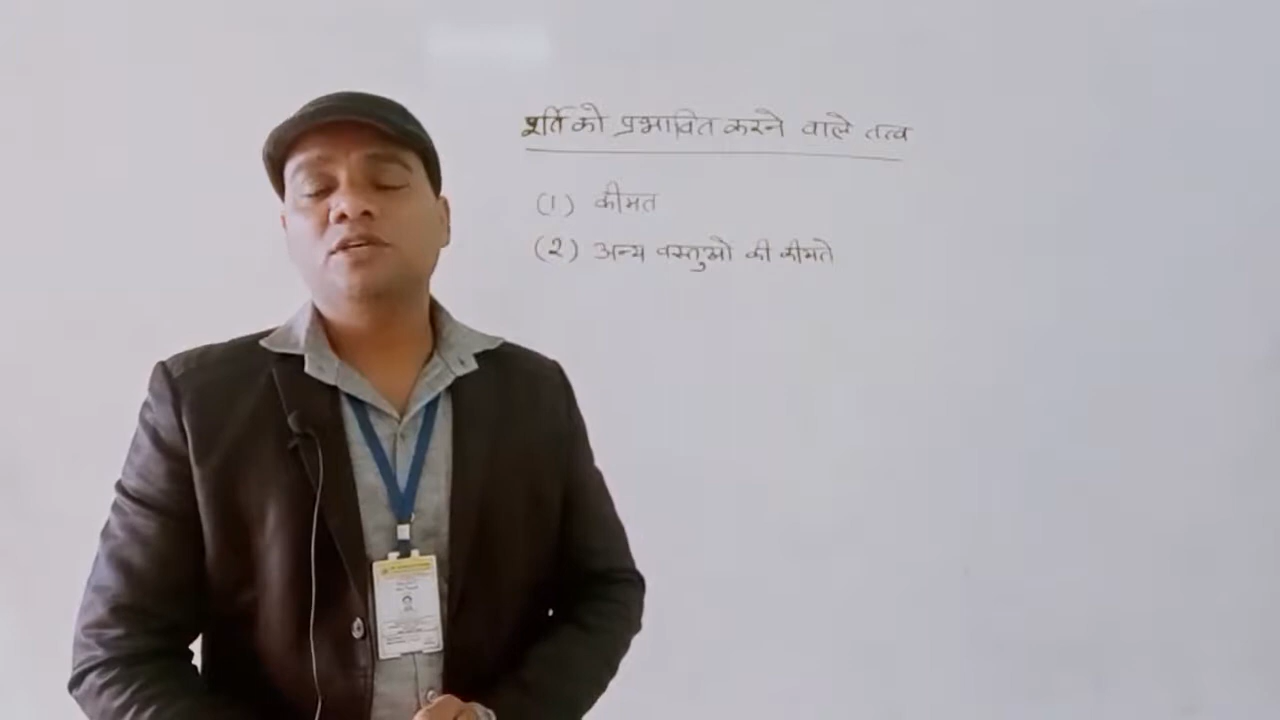 पूर्ति को प्रभावित करने वाले तत्व
(1) कीमत
(2) अन्य वस्तुओ की कीमते